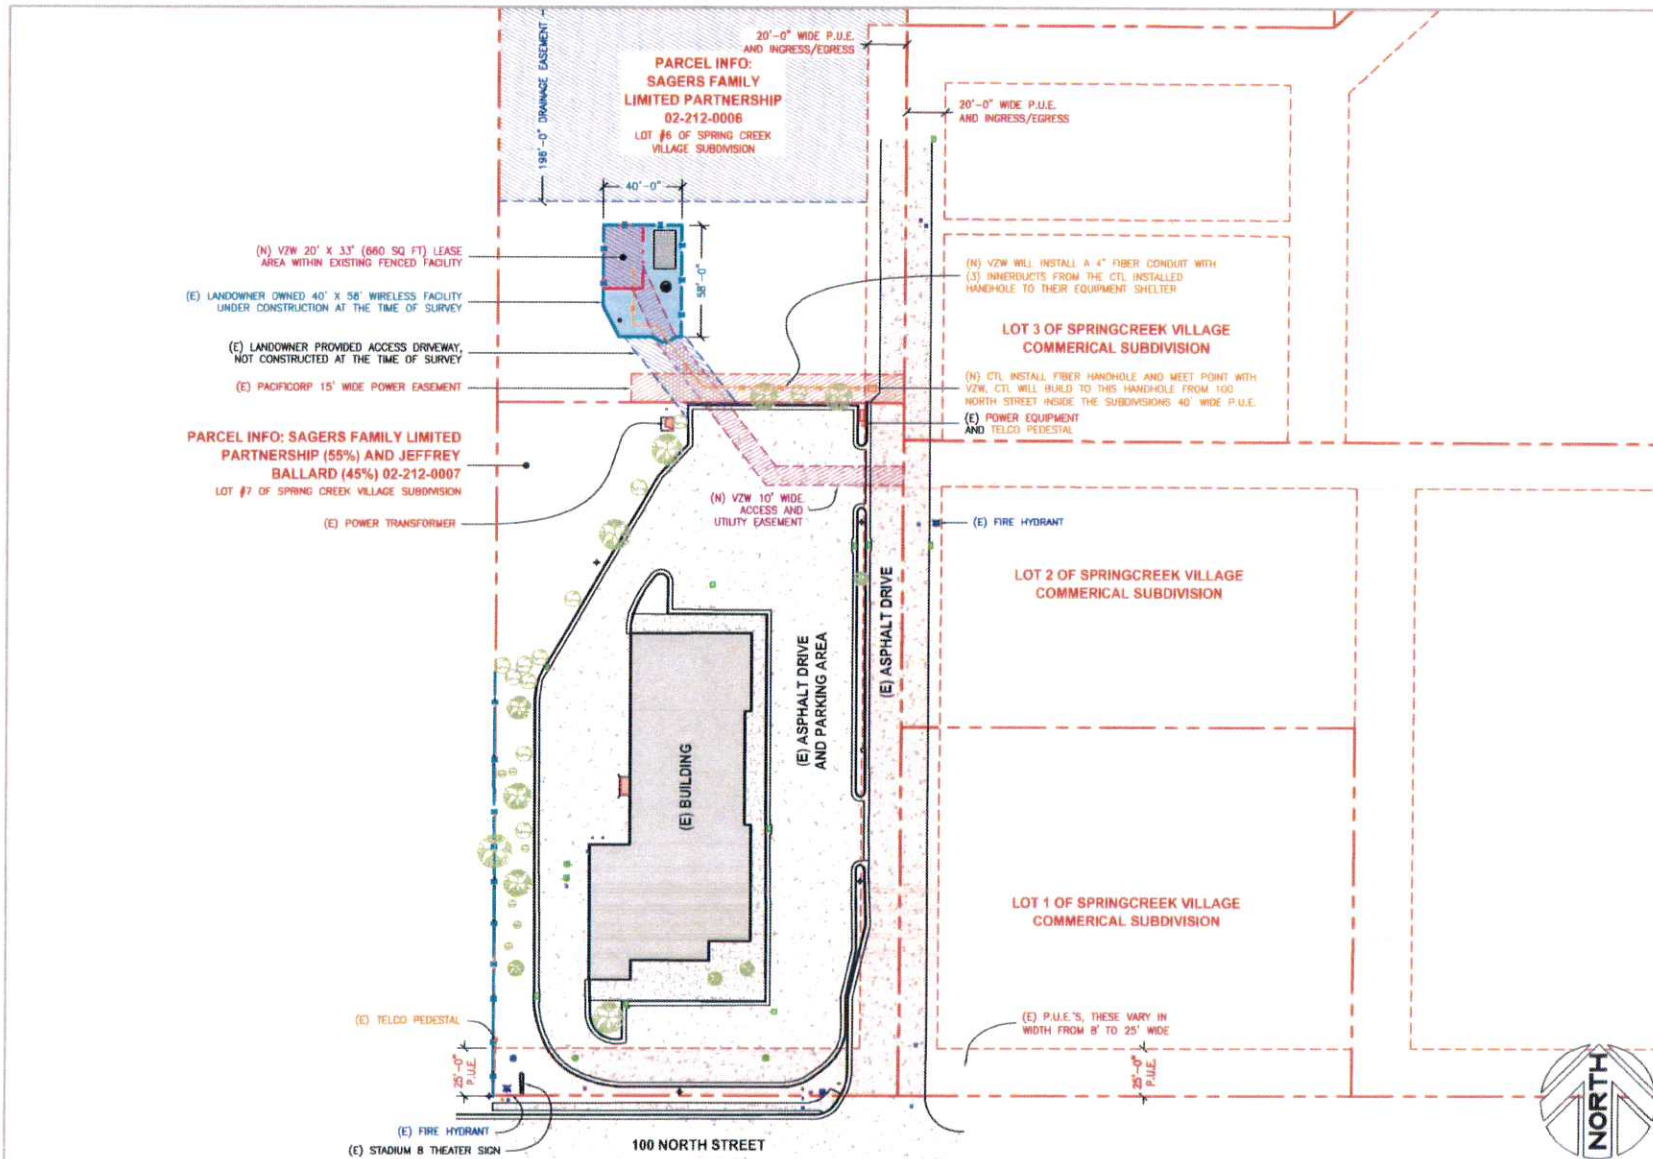 20'-0" WIDE P.U.E.
AND INGRESS/EGRESS
PARCEL INFO:
SAGERS FAMILY
LIMITED PARTNERSHIP
02-212-0006
LOT #6 OF SPRING CREEK
VILLAGE SUBDIVISION
198'-0" DRAINAGE EASEMENT
20'-0" WIDE P.U.E.
AND INGRESS/EGRESS
40'-0"
58'-0"
(N) VZW 20' X 33' (660 SQ FT) LEASE
AREA WITHIN EXISTING FENCED FACILITY
(E) LANDOWNER OWNED 40' X 58' WIRELESS FACILITY
UNDER CONSTRUCTION AT THE TIME OF SURVEY
(E) LANDOWNER PROVIDED ACCESS DRIVEWAY,
NOT CONSTRUCTED AT THE TIME OF SURVEY
(E) PACIFICORP 15' WIDE POWER EASEMENT
(N) VZW WILL INSTALL A 4" FIBER CONDUIT WITH
(3) INNERDUCTS FROM THE CTL INSTALLED
HANDHOLE TO THEIR EQUIPMENT SHELTER
LOT 3 OF SPRINGCREEK VILLAGE
COMMERICAL SUBDIVISION
(N) CTL INSTALL FIBER HANDHOLE AND MEET POINT WITH
VZW. CTL WILL BUILD TO THIS HANDHOLE FROM 100
NORTH STREET INSIDE THE SUBDIVISIONS 40' WIDE P.U.E.
(E) POWER EQUIPMENT
AND TELCO PEDESTAL
PARCEL INFO: SAGERS FAMILY LIMITED
PARTNERSHIP (55%) AND JEFFREY
BALLARD (45%) 02-212-0007
LOT #7 OF SPRING CREEK VILLAGE SUBDIVISION
(E) POWER TRANSFORMER
(N) VZW 10' WIDE
ACCESS AND
UTILITY EASEMENT
(E) FIRE HYDRANT
LOT 2 OF SPRINGCREEK VILLAGE
COMMERICAL SUBDIVISION
(E) ASPHALT DRIVE
(E) ASPHALT DRIVE
AND PARKING AREA
(E) BUILDING
LOT 1 OF SPRINGCREEK VILLAGE
COMMERICAL SUBDIVISION
(E) TELCO PEDESTAL
25'-0"
P.U.E.
(E) P.U.E.'S, THESE VARY IN
WIDTH FROM 8' TO 25' WIDE
25'-0"
P.U.E.
(E) FIRE HYDRANT
(E) STADIUM 8 THEATER SIGN
100 NORTH STREET
NORTH